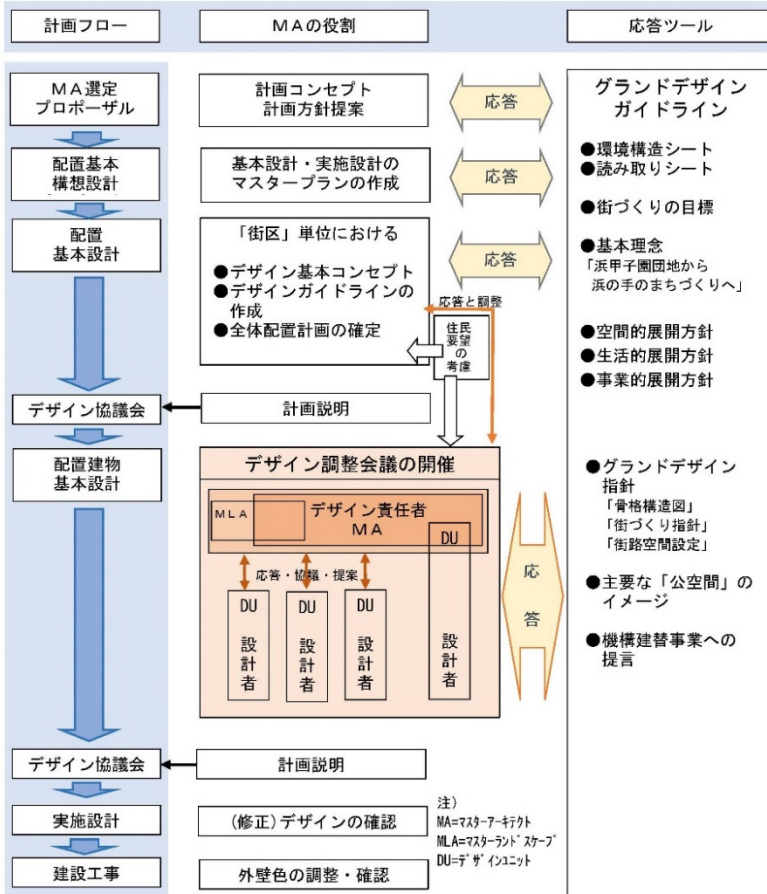 計画フロー
MAの役割
応答ツール
MA選定
プロポーザル
計画コンセプト
計画方針提案
応答
グランドデザイン
ガイドライン
●環境構造シート
●読み取りシート
●街づくりの目標
●基本理念
「浜甲子園団地から
浜の手のまちづくりへ」
●空間的展開方針
●生活的展開方針
●事業的展開方針
●グランドデザイン
指針
「骨格構造図」
「街づくり指針」
「街路空間設定」
●主要な「公空間」の
イメージ
●機構建替事業への
提言
配置基本
構想設計
基本設計・実施設計の
マスタープランの作成
応答
配置
基本設計
「街区」単位における
●デザイン基本コンセプト
●デザインガイドラインの
作成
●全体配置計画の確定
応答
応答と調整
住民
要望の
考慮
デザイン協議会
計画説明
配置建物
基本設計
デザイン調整会議の開催
MLA
デザイン責任者
MA
DU
設計者
応答・協議・提案
DU
設計者
DU
設計者
DU
設計者
応答
デザイン協議会
計画説明
実施設計
(修正)デザインの確認
建設工事
外壁色の調整・確認
注)
MA=マスターアーキテクト
MLA=マスターランドスケープ
DU=デザインユニット